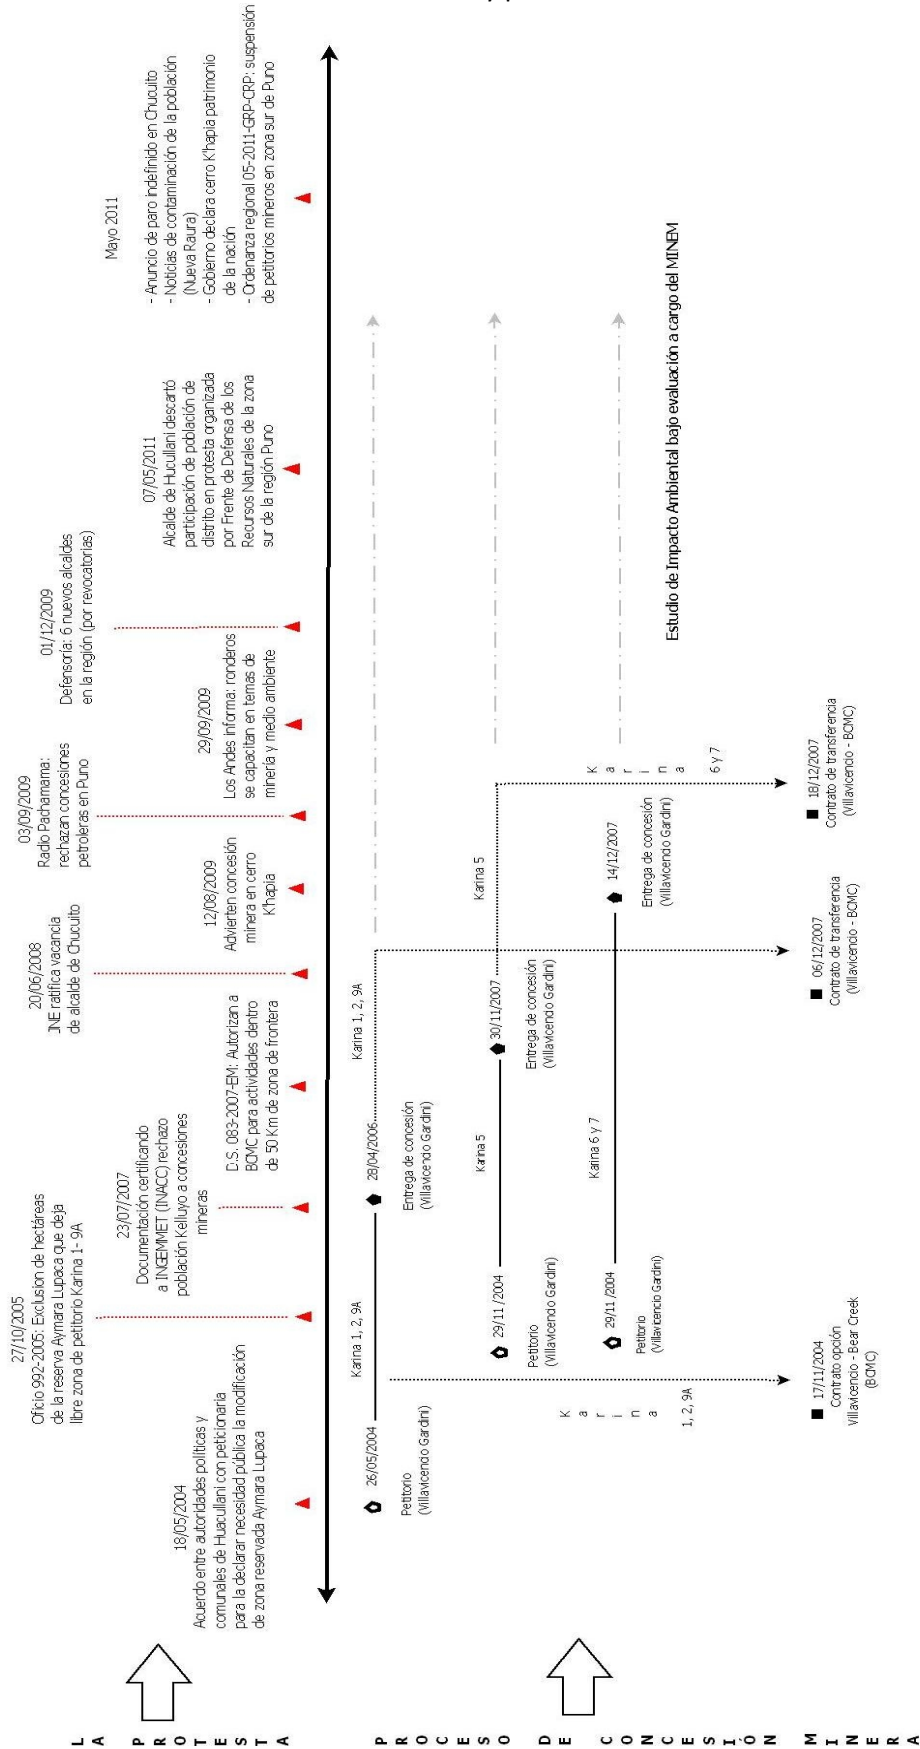 LA PROTESTA
18/05/2004
Acuerdo entre autoridades políticas y
comunales de Huacullani con peticionaria
para la declarar necesidad pública la modificación
de zona reservada Aymara Lupaca
27/10/2005
Oficio 992-2005: Exclusion de hectáreas
de la reserva Aymara Lupaca que deja
libre zona de petitorio Karina 1- 9A
23/07/2007
Documentación certificando
a INGEMMET (INACC) rechazo
población Kelluyo a concesiones
mineras
D.S. 083-2007-EM: Autorizan a
BCMC para actividades dentro
de 50 Km de zona de frontera
20/06/2008
JNE ratifica vacancia
de alcalde de Chucuito
12/08/2009
Advierten concesión
minera en cerro
K'hapia
03/09/2009
Radio Pachamama:
rechazan concesiones
petroleras en Puno
29/09/2009
Los Andes informa: ronderos
se capacitan en temas de
minería y medio ambiente
01/12/2009
Defensoría: 6 nuevos alcaldes
en la región (por revocatorias)
07/05/2011
Alcalde de Hucullani descartó
participación de población de
distrito en protesta organizada
por Frente de Defensa de los
Recursos Naturales de la zona
sur de la región Puno
Mayo 2011
- Anuncio de paro indefinido en Chucuito
- Noticias de contaminación de la población
(Nueva Raura)
- Gobierno declara cerro K'hapia patrimonio
de la nación
- Ordenanza regional 05-2011-GRP-CRP: suspensión
de petitorios mineros en zona sur de Puno
PROCESO DE CONCESIÓN MINERA
26/05/2004
Petitorio
(Villavicendo Gardini)
Karina 1, 2, 9A
28/04/2006
Entrega de concesión
(Villavicendo Gardini)
Karina 1, 2, 9A
29/11/2004
Petitorio
(Villavicendo Gardini)
Karina 5
30/11/2007
Entrega de concesión
(Villavicendo Gardini)
Karina 5
29/11/2004
Petitorio
(Villavicencio Gardini)
Karina 6 y 7
14/12/2007
Entrega de concesión
(Villavicendo Gardini)
Karina
1, 2, 9A
Karina
6 y 7
Estudio de Impacto Ambiental bajo evaluación a cargo del MINEM
17/11/2004
Contrato opción
Villavicencio - Bear Creek
(BCMC)
06/12/2007
Contrato de transferencia
(Villavicencio - BCMC)
18/12/2007
Contrato de transferencia
(Villavicencio - BCMC)